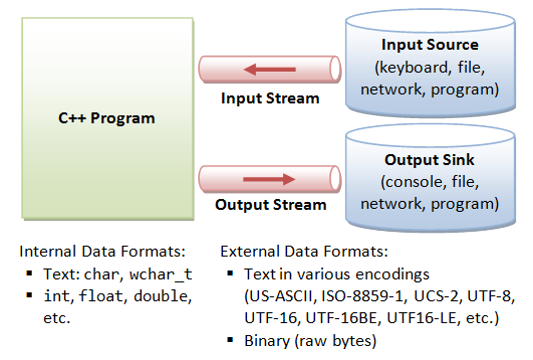 C++ Program
Input Stream
Input Source
(keyboard, file,
network, program)
Output Stream
Output Sink
(console, file,
network, program)
Internal Data Formats:
▪ Text: char, wchar_t
▪ int, float, double,
etc.
External Data Formats:
▪ Text in various encodings
(US-ASCII, ISO-8859-1, UCS-2, UTF-8,
UTF-16, UTF-16BE, UTF16-LE, etc.)
▪ Binary (raw bytes)